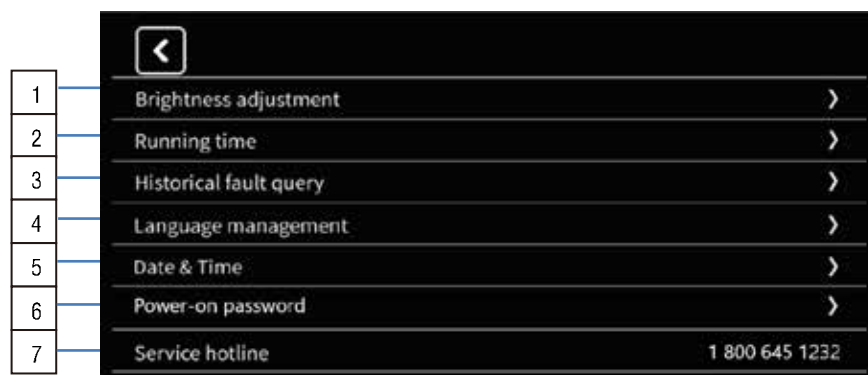 1 Brightness adjustment
2 Running time
3 Historical fault query
4 Language management
5 Date & Time
6 Power-on password
7 Service hotline 1 800 645 1232